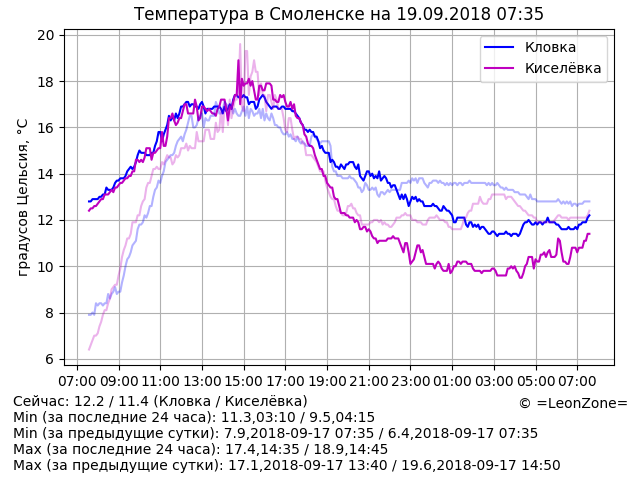 Температура в Смоленске на 19.09.2018 07:35
градусов Цельсия, °C
20
18
16
14
12
10
8
6
Кловка
Киселёвка
07:00 09:00 11:00 13:00 15:00 17:00 19:00 21:00 23:00 01:00 03:00 05:00 07:00
Сейчас: 12.2 / 11.4 (Кловка / Киселёвка)
© =LeonZone=
Min (за последние 24 часа): 11.3,03:10 / 9.5,04:15
Min (за предыдущие сутки): 7.9,2018-09-17 07:35 / 6.4,2018-09-17 07:35
Max (за последние 24 часа): 17.4,14:35 / 18.9,14:45
Max (за предыдущие сутки): 17.1,2018-09-17 13:40 / 19.6,2018-09-17 14:50